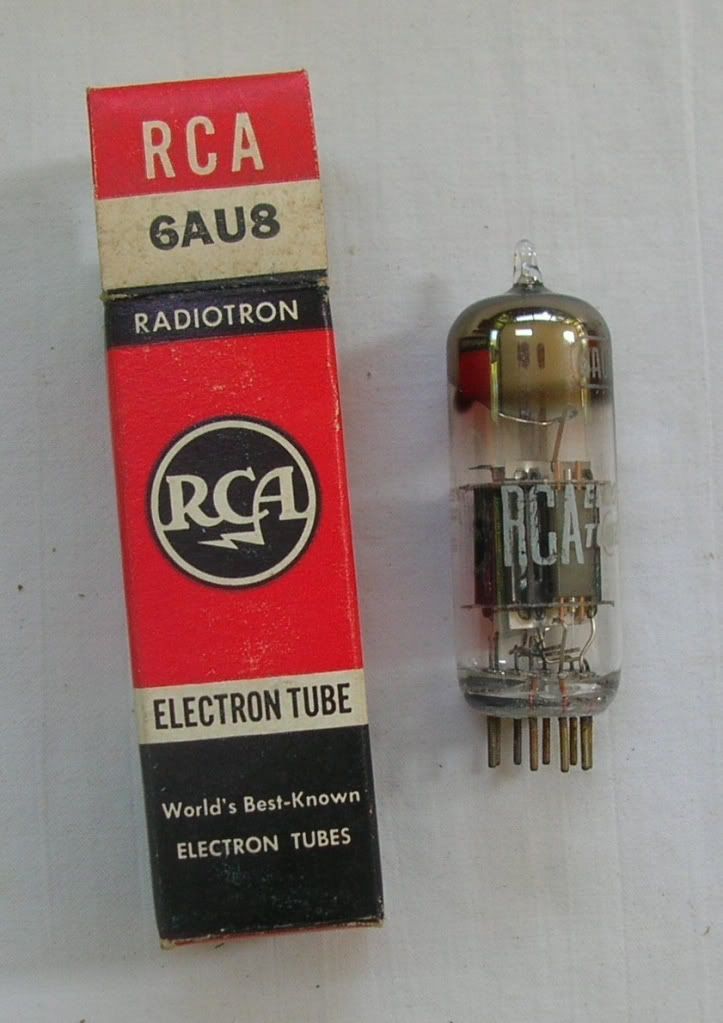 RCA
6AU8
RADIOTRON
RCA
ELECTRON TUBE
World's Best-Known
ELECTRON TUBES
RCA